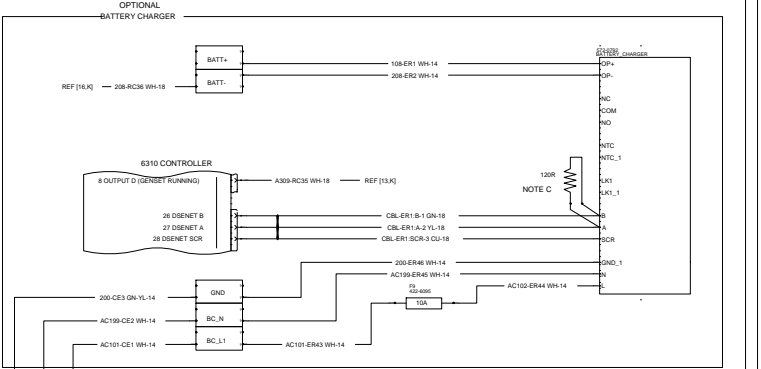 OPTIONAL
BATTERY CHARGER
572-0792
BATTERY_CHARGER
BATT+
108-ER1 WH-14
OP+
208-ER2 WH-14
OP-
REF [16,K]
208-RC36 WH-18
BATT-
NC
COM
NO
NTC
NTC_1
6310 CONTROLLER
8 OUTPUT D (GENSET RUNNING)
A309-RC35 WH-18
REF [13,K]
120R
NOTE C
LK1
LK1_1
26 DSENET B
CBL-ER1:B-1 GN-18
B
27 DSENET A
CBL-ER1:A-2 YL-18
A
28 DSENET SCR
CBL-ER1:SCR-3 CU-18
SCR
200-ER46 WH-14
GND_1
AC199-ER45 WH-14
N
200-CE3 GN-YL-14
GND
F9
422-6095
10A
AC102-ER44 WH-14
L
AC199-CE2 WH-14
BC_N
AC101-CE1 WH-14
BC_L1
AC101-ER43 WH-14